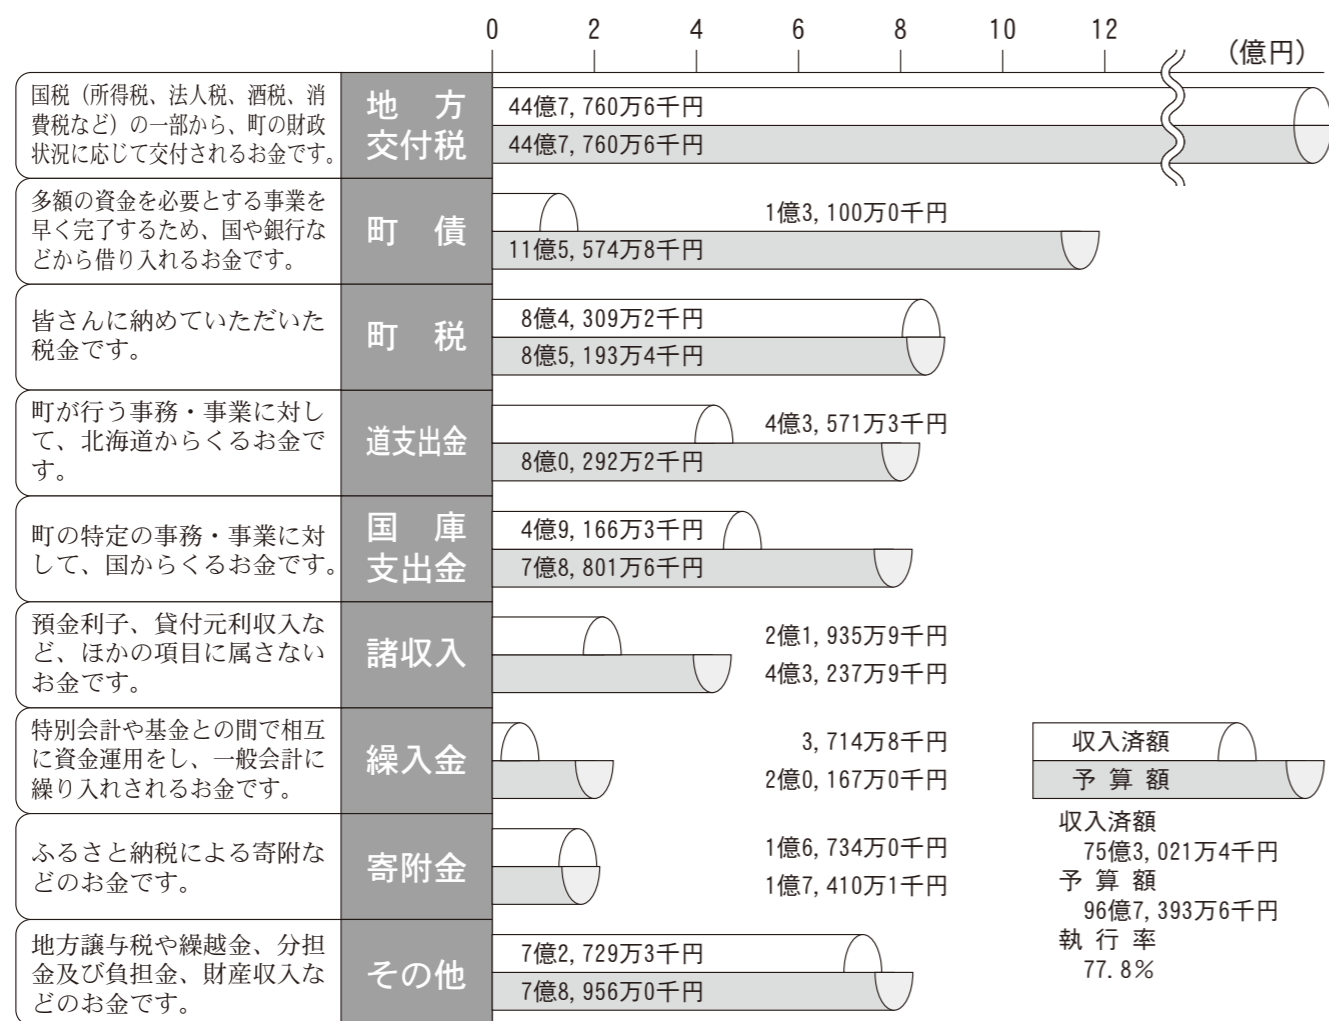 0 2 4 6 8 10 12
(億円)
国税(所得税、法人税、酒税、消
費税など)の一部から、町の財政
状況に応じて交付されるお金です。
地 方
交付税
44億7,760万6千円
44億7,760万6千円
多額の資金を必要とする事業を
早く完了するため、国や銀行な
どから借り入れるお金です。
町 債
1億3,100万0千円
11億5,574万8千円
皆さんに納めていただいた
税金です。
町 税
8億4,309万2千円
8億5,193万4千円
町が行う事務・事業に対し
て、北海道からくるお金で
す。
道支出金
4億3,571万3千円
8億0,292万2千円
町の特定の事務・事業に対
して、国からくるお金です。
国 庫
支出金
4億9,166万3千円
7億8,801万6千円
預金利子、貸付元利収入な
ど、ほかの項目に属さない
お金です。
諸収入
2億1,935万9千円
4億3,237万9千円
特別会計や基金との間で相互
に資金運用をし、一般会計に
繰り入れされるお金です。
繰入金
3,714万8千円
2億0,167万0千円
ふるさと納税による寄附な
どのお金です。
寄附金
1億6,734万0千円
1億7,410万1千円
地方譲与税や繰越金、分担
金及び負担金、財産収入な
どのお金です。
その他
7億2,729万3千円
7億8,956万0千円
収入済額
予 算 額
収入済額
75億3,021万4千円
予 算 額
96億7,393万6千円
執 行 率
77.8%